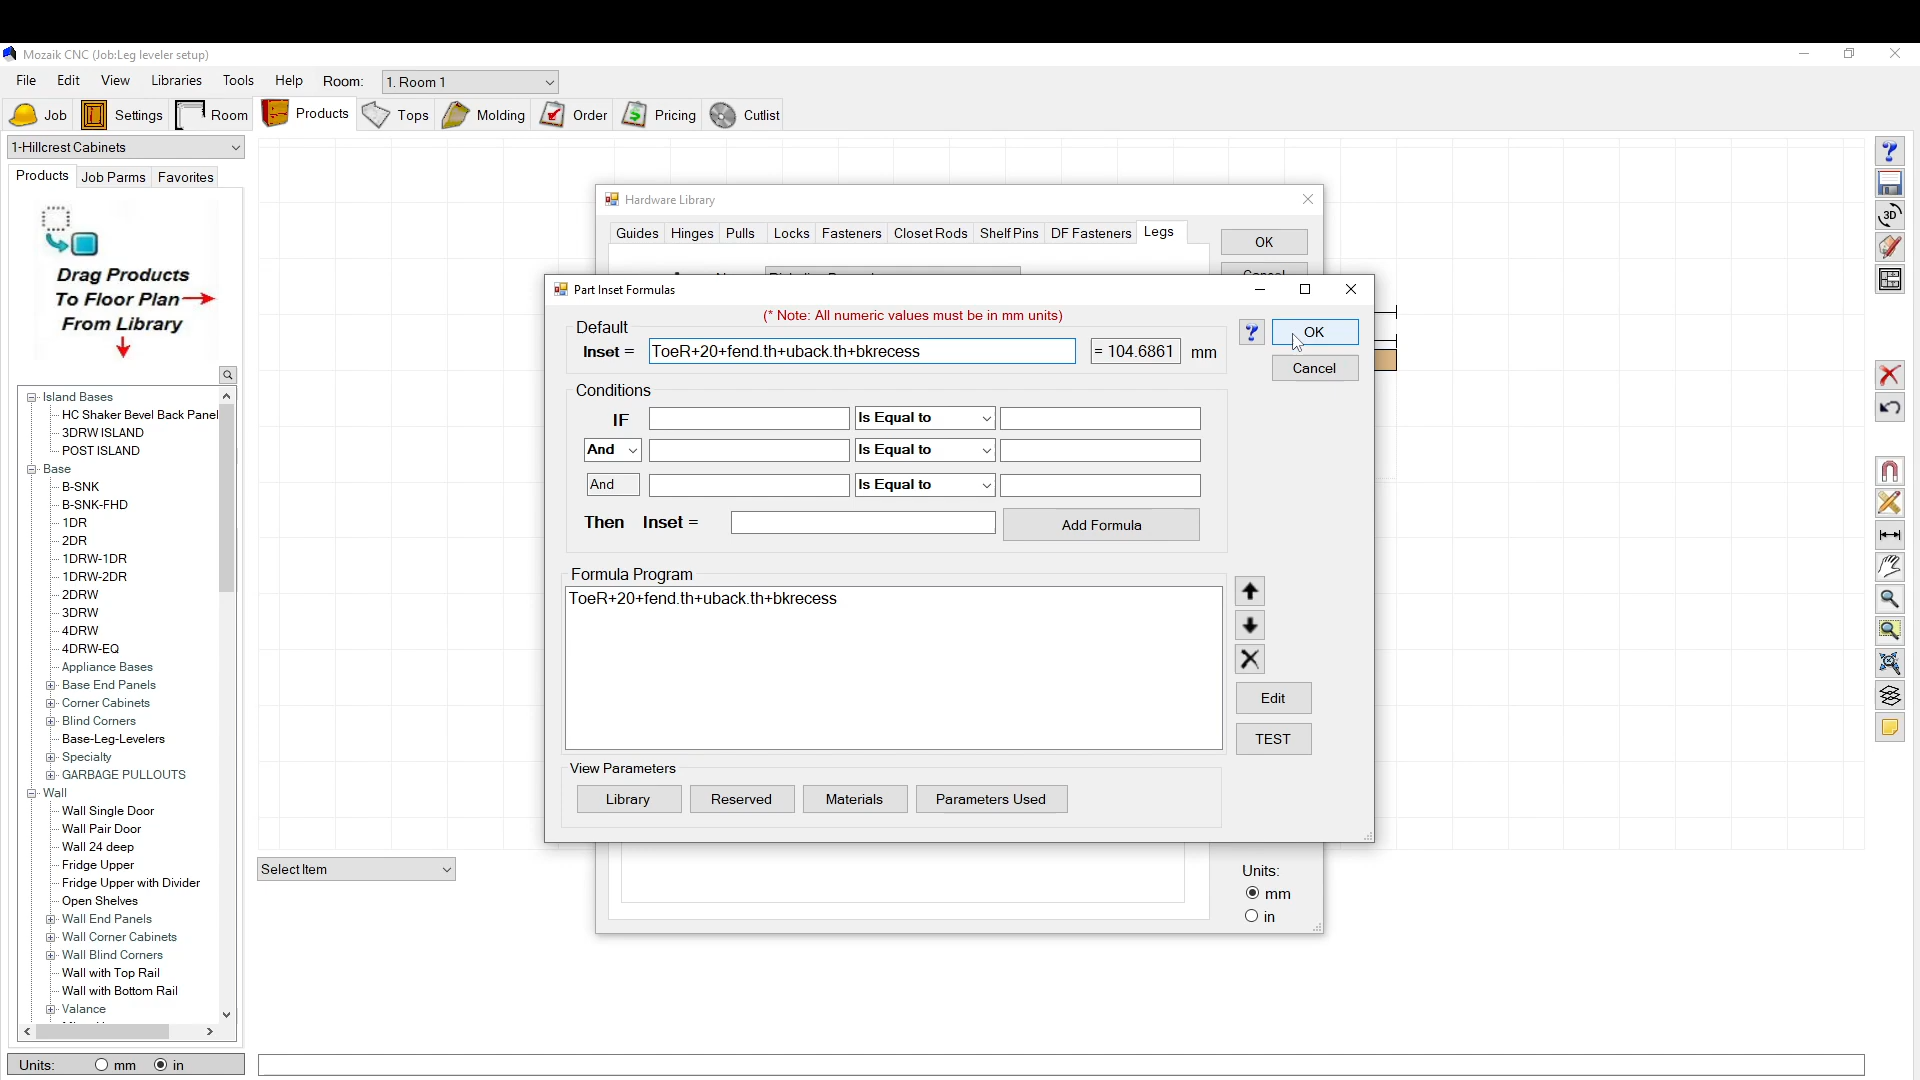 Mozaik CNC (Job:Leg leveler setup)
File Edit View Libraries Tools Help Room: 1. Room 1
Job Settings Room Products Tops Molding Order Pricing Cutlist
1-Hillcrest Cabinets
Products Job Parms Favorites
Drag Products
To Floor Plan
From Library
Island Bases
HC Shaker Bevel Back Panel
3DRW ISLAND
POST ISLAND
Base
B-SNK
B-SNK-FHD
1DR
2DR
1DRW-1DR
1DRW-2DR
2DRW
3DRW
4DRW
4DRW-EQ
Appliance Bases
Base End Panels
Corner Cabinets
Blind Corners
Base-Leg-Levelers
Specialty
GARBAGE PULLOUTS
Wall
Wall Single Door
Wall Pair Door
Wall 24 deep
Fridge Upper
Fridge Upper with Divider
Open Shelves
Wall End Panels
Wall Corner Cabinets
Wall Blind Corners
Wall with Top Rail
Wall with Bottom Rail
Valance
Units: mm in
Select Item
Hardware Library
Guides Hinges Pulls Locks Fasteners Closet Rods Shelf Pins DF Fasteners Legs
OK
Part Inset Formulas
(* Note: All numeric values must be in mm units)
Default
Inset = ToeR+20+fend.th+uback.th+bkrecess = 104.6861 mm
? OK
Cancel
Conditions
IF Is Equal to
And Is Equal to
And Is Equal to
Then Inset = Add Formula
Formula Program
ToeR+20+fend.th+uback.th+bkrecess
Edit
TEST
View Parameters
Library Reserved Materials Parameters Used
Units:
mm
in
?
3D